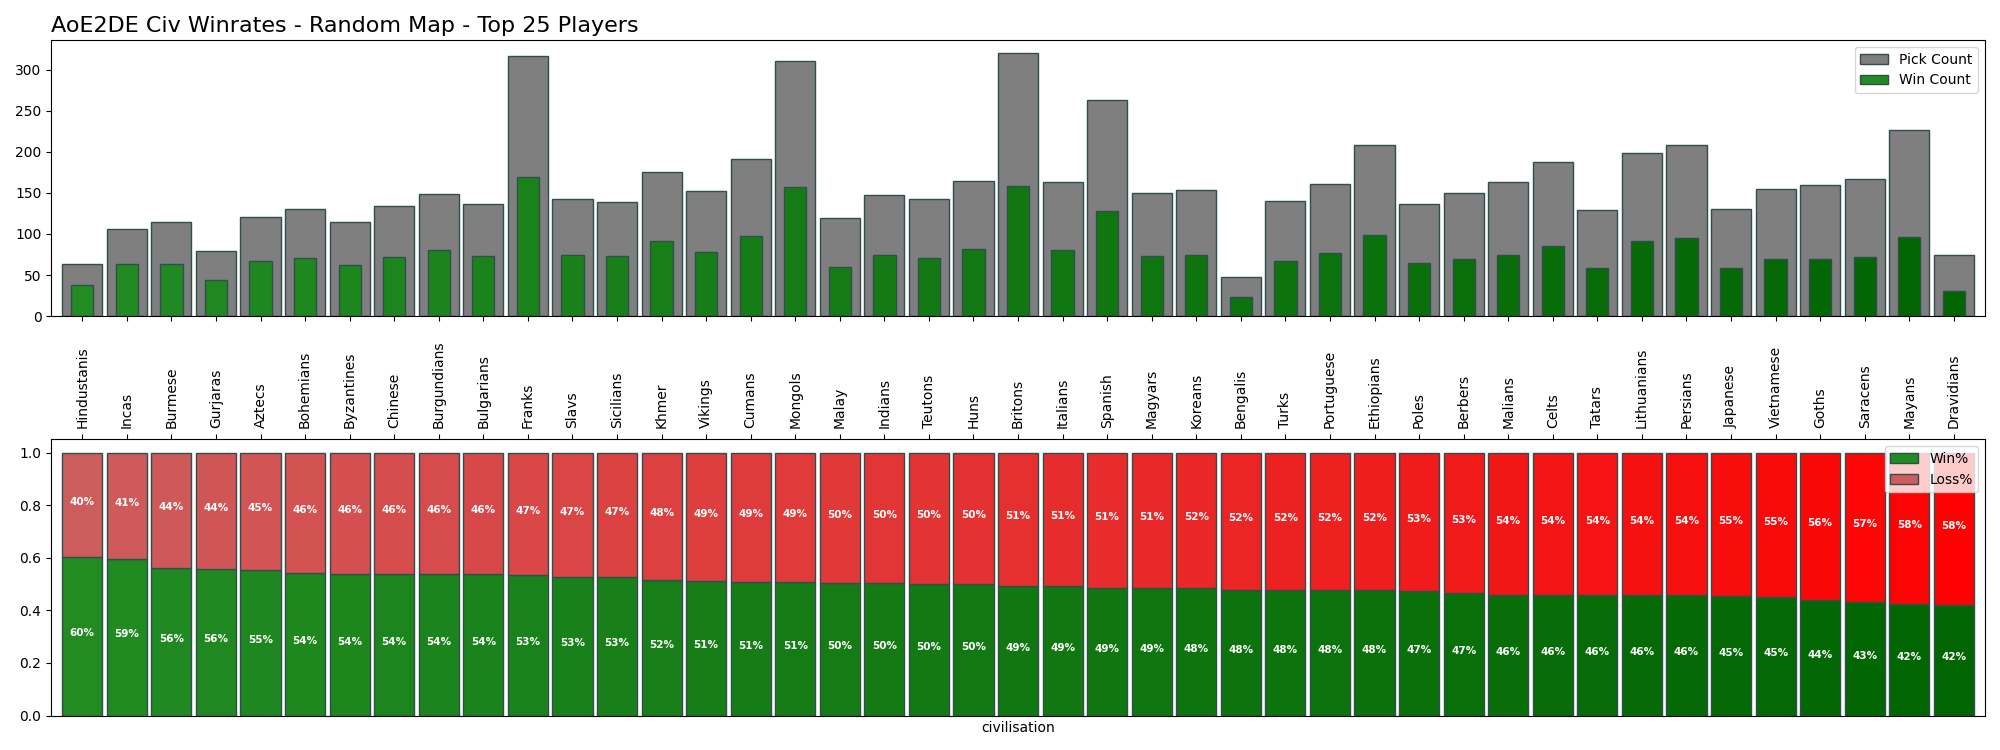 AoE2DE Civ Winrates - Random Map - Top 25 Players
Pick Count
Win Count
300
250
200
150
100
50
0
Hindustanis
Incas
Burmese
Gurjaras
Aztecs
Bohemians
Byzantines
Chinese
Burgundians
Bulgarians
Franks
Slavs
Sicilians
Khmer
Vikings
Cumans
Mongols
Malay
Indians
Teutons
Huns
Britons
Italians
Spanish
Magyars
Koreans
Bengalis
Turks
Portuguese
Ethiopians
Poles
Berbers
Malians
Celts
Tatars
Lithuanians
Persians
Japanese
Vietnamese
Goths
Saracens
Mayans
Dravidians
Win%
Loss%
1.0
0.8
0.6
0.4
0.2
0.0
40% 41% 44% 44% 45% 46% 46% 46% 46% 46% 47% 47% 47% 48% 49% 49% 49% 50% 50% 50% 50% 51% 51% 51% 51% 52% 52% 52% 52% 52% 53% 53% 54% 54% 54% 54% 54% 55% 55% 56% 57% 58% 58%
60% 59% 56% 56% 55% 54% 54% 54% 54% 54% 53% 53% 53% 52% 51% 51% 51% 50% 50% 50% 50% 49% 49% 49% 49% 48% 48% 48% 48% 48% 47% 47% 46% 46% 46% 46% 46% 45% 45% 44% 43% 42% 42%
civilisation